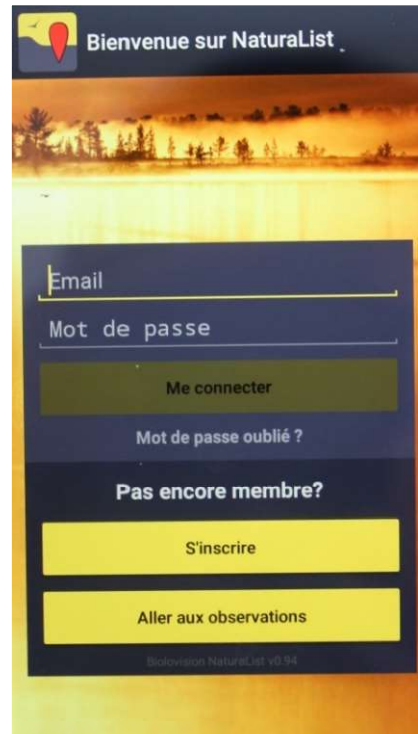 Bienvenue sur NaturaList
Email
Mot de passe
Me connecter
Mot de passe oublié ?
Pas encore membre?
S'inscrire
Aller aux observations
Biolovision NaturaList v0.94